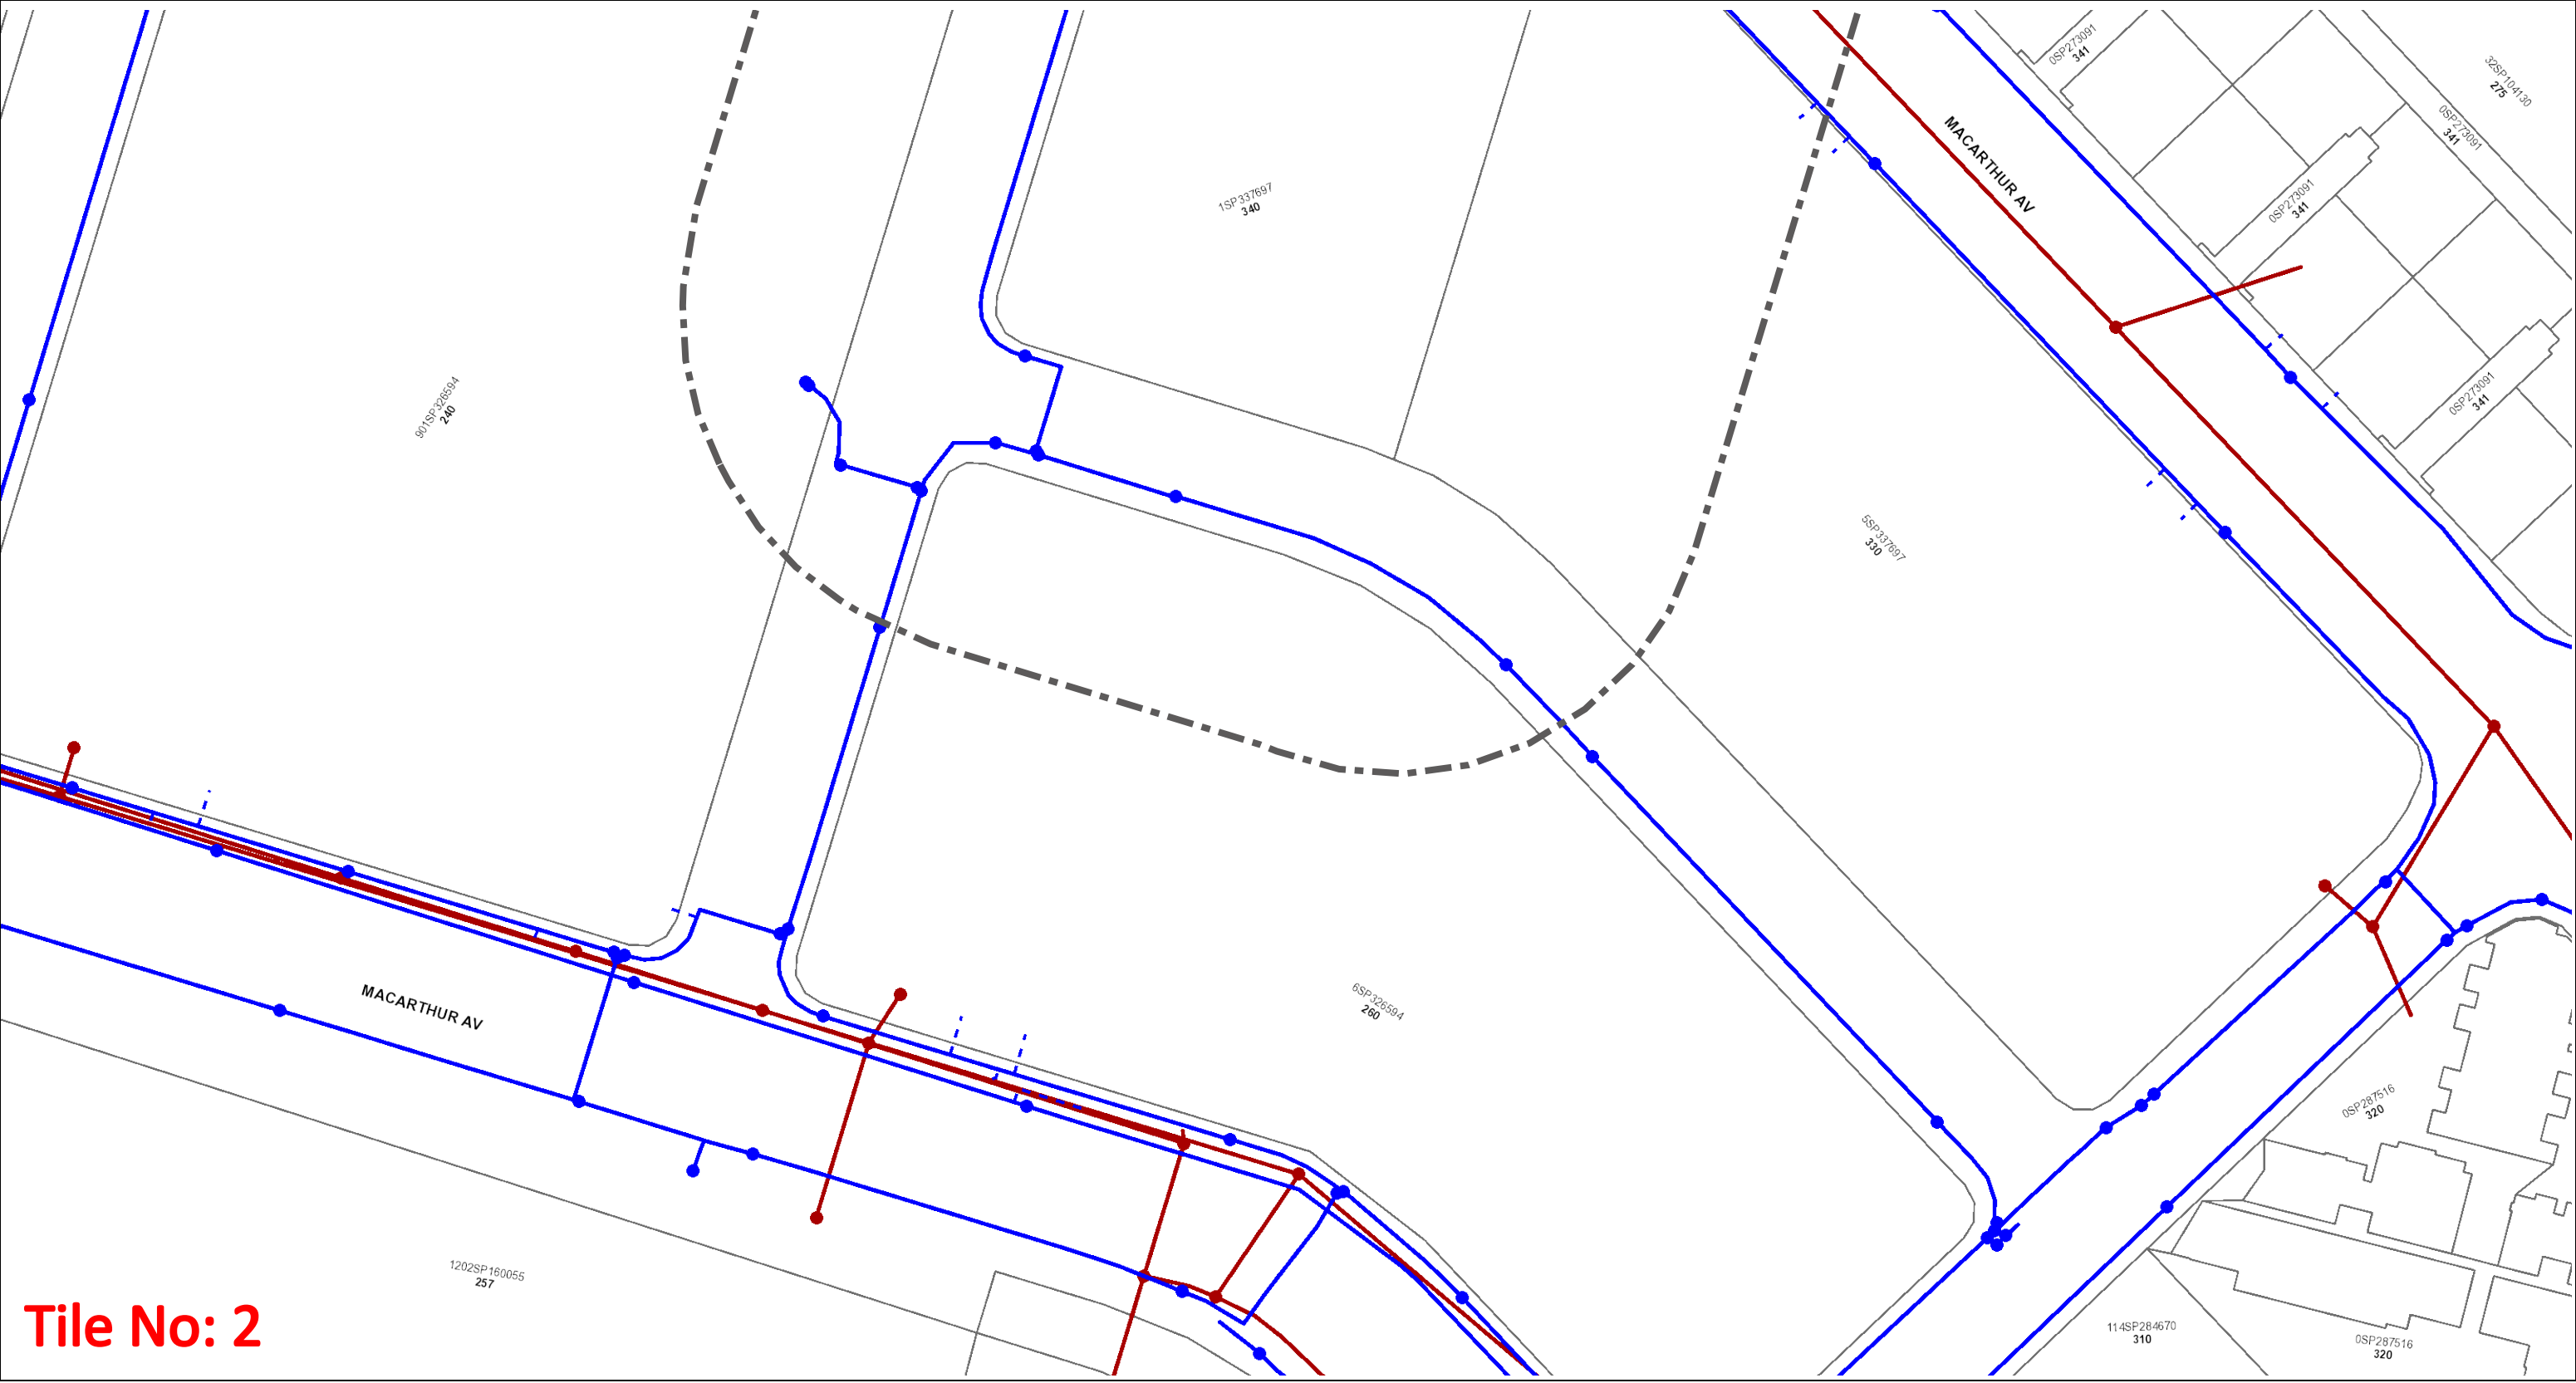 0SP273091
341
32SP104130
275
MACARTHUR AV
0SP273091
341
1SP337697
340
0SP273091
341
901SP326594
240
0SP273091
341
5SP337697
330
MACARTHUR AV
6SP326594
260
0SP287516
320
1202SP160055
257
Tile No: 2
114SP284670
310
0SP287516
320